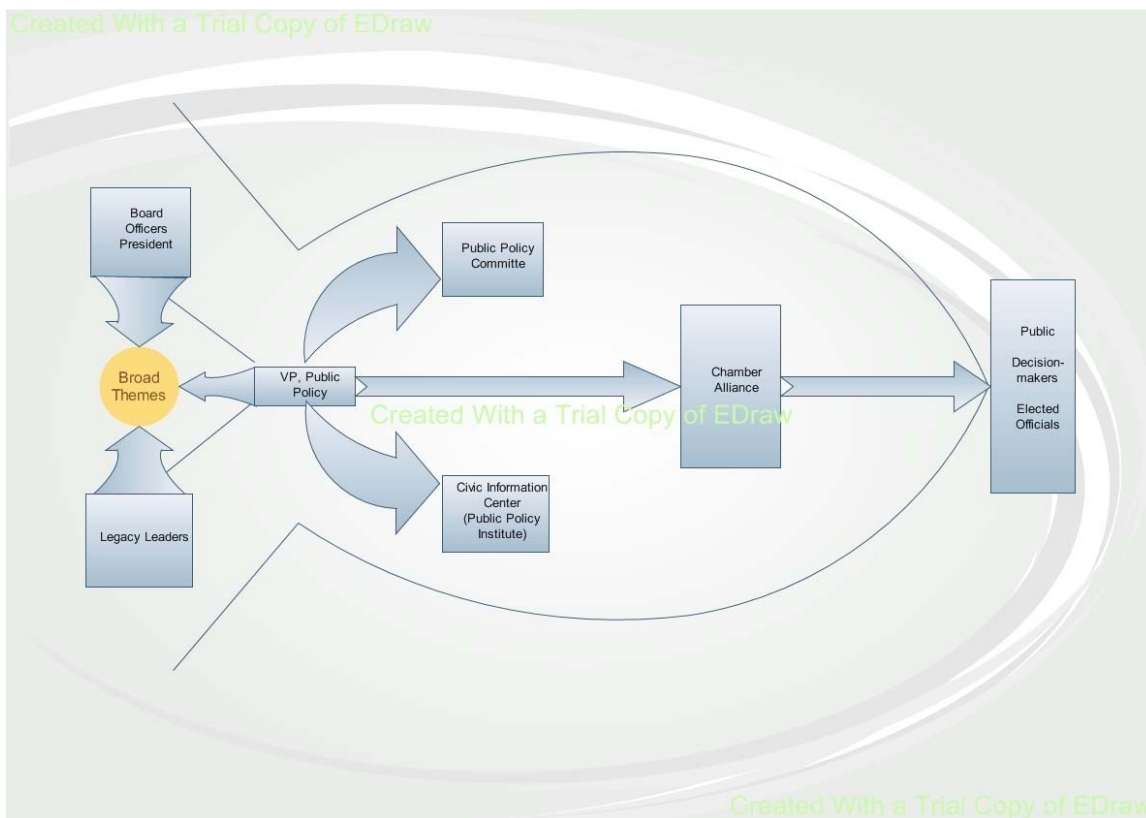 Created With a Trial Copy of EDraw
Board
Officers
President
Public Policy
Committe
Broad
Themes
VP, Public
Policy
Chamber
Alliance
Public
Decision-
makers
Elected
Officials
Created With a Trial Copy of EDraw
Civic Information
Center
(Public Policy
Institute)
Legacy Leaders
Created With a Trial Copy of EDraw